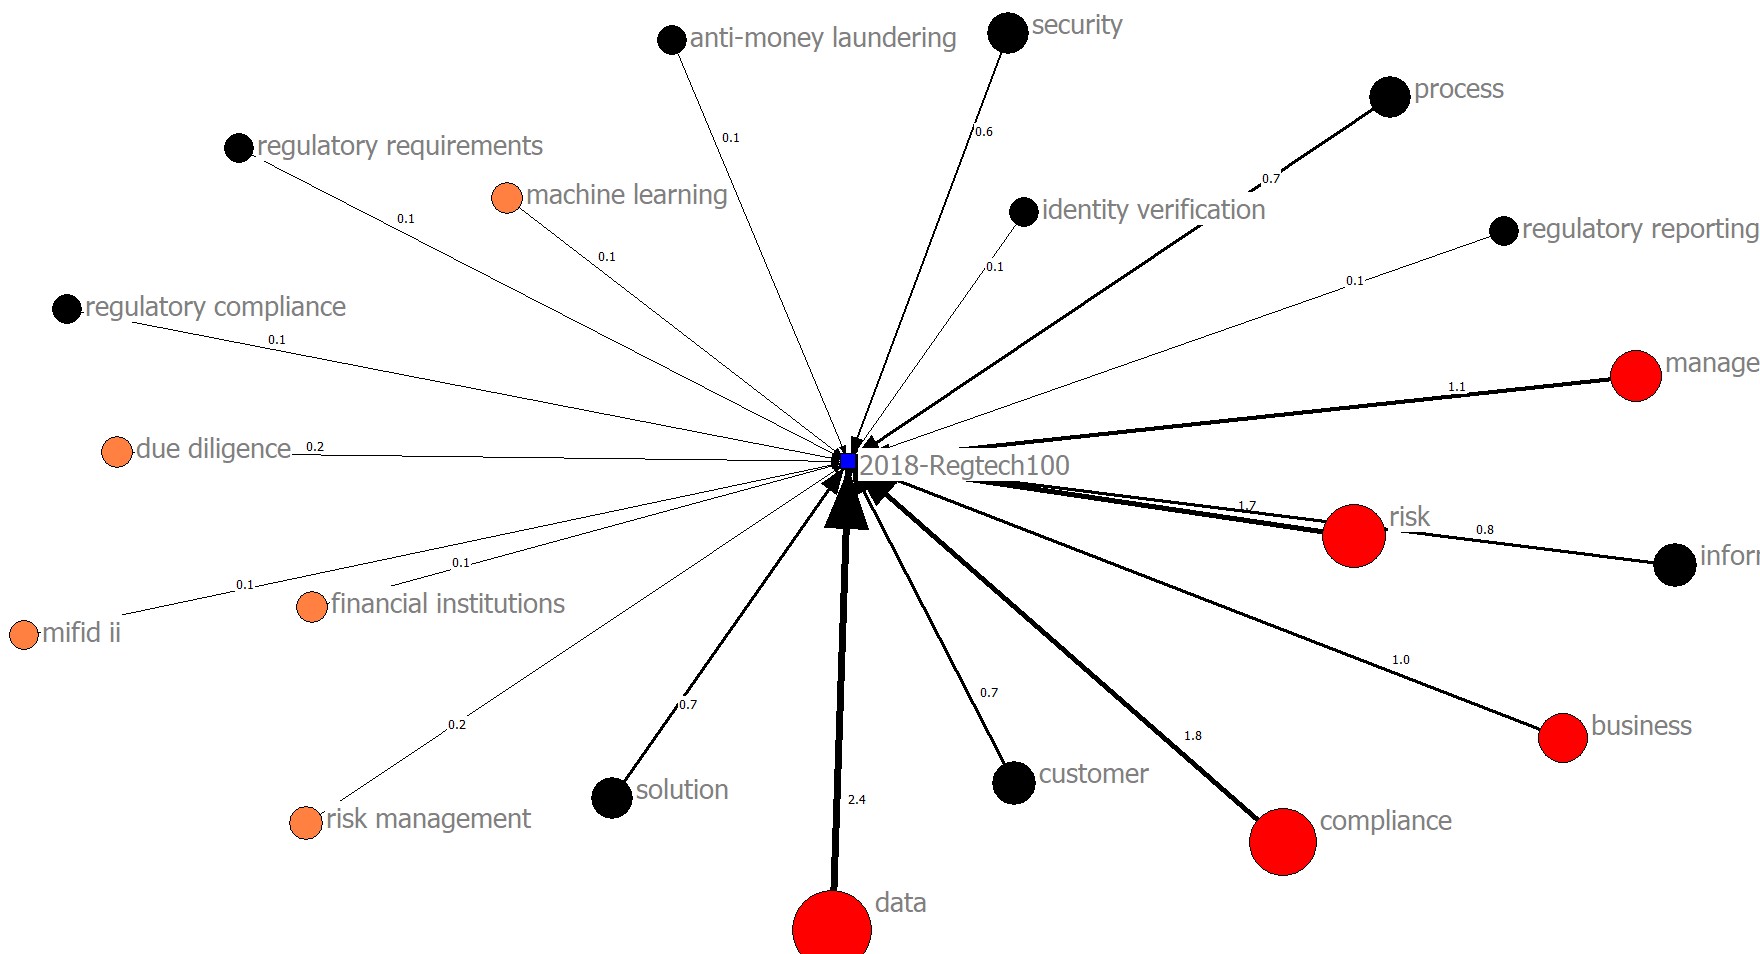 security
anti-money laundering
process
0.1
0.6
regulatory requirements
0.7
machine learning
identity verification
0.1
regulatory reporting
0.1
0.1
0.1
regulatory compliance
0.1
manage
1.1
due diligence
0.2
2018-Regtech100
1.7
risk
0.8
infor
0.1
0.1
financial institutions
mifid ii
1.0
0.7
0.7
0.2
business
1.8
customer
solution
2.4
risk management
compliance
data